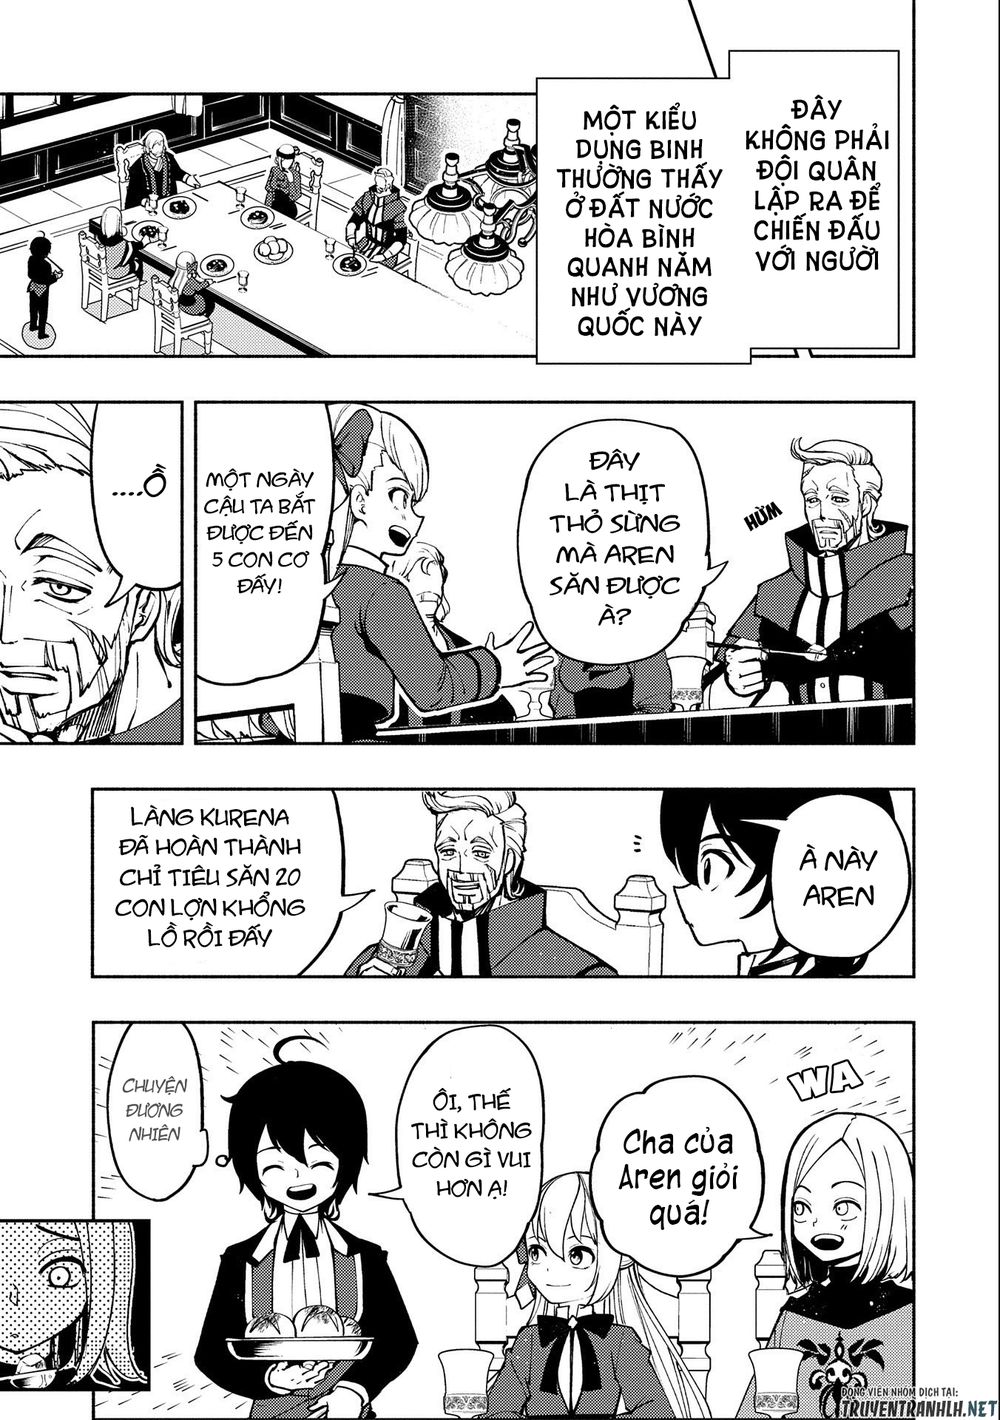 ĐÂY
KHÔNG PHẢI
ĐỘI QUÂN
LẬP RA ĐỂ
CHIẾN ĐẤU
VỚI NGƯỜI
MỘT KIỂU
DỤNG BINH
THƯỜNG THẤY
Ở ĐẤT NƯỚC
HÒA BÌNH
QUANH NĂM
NHƯ VƯƠNG
QUỐC NÀY
HỪM
ĐÂY
LÀ THỊT
THỎ SỪNG
MÀ AREN
SĂN ĐƯỢC
À?
MỘT NGÀY
CẬU TA BẮT
ĐƯỢC ĐẾN
5 CON CƠ
ĐẤY!
.....Ồ
À NÀY
AREN
LÀNG KURENA
ĐÃ HOÀN THÀNH
CHỈ TIÊU SĂN 20
CON LỢN KHỔNG
LỒ RỒI ĐẤY
WA
Cha của
Aren giỏi
quá!
ÔI, THẾ
THÌ KHÔNG
CÒN GÌ VUI
HƠN Ạ!
CHUYỆN
ĐƯƠNG
NHIÊN
ĐỘNG VIÊN NHÓM DỊCH TẠI:
TRUYENTRANHLH.NET